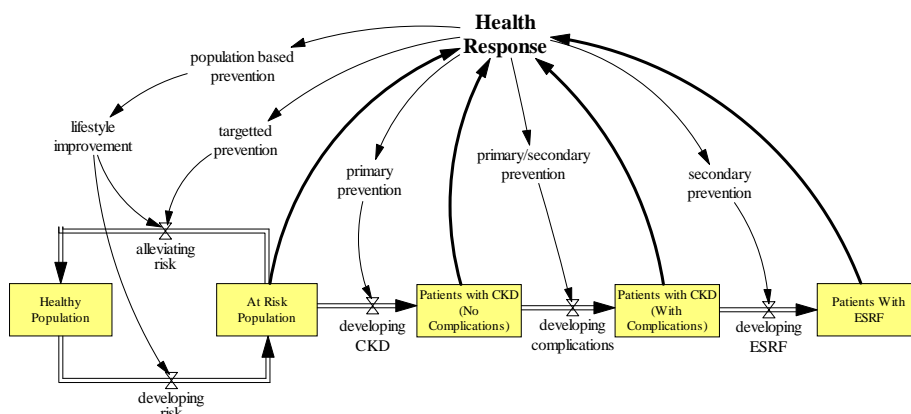 Health
Response
population based
prevention
lifestyle
improvement
targetted
prevention
primary
prevention
primary/secondary
prevention
secondary
prevention
alleviating
risk
Healthy
Population
At Risk
Population
developing
CKD
Patients with CKD
(No
Complications)
developing
complications
Patients with CKD
(With
Complications)
developing
ESRF
Patients With
ESRF
developing
risk